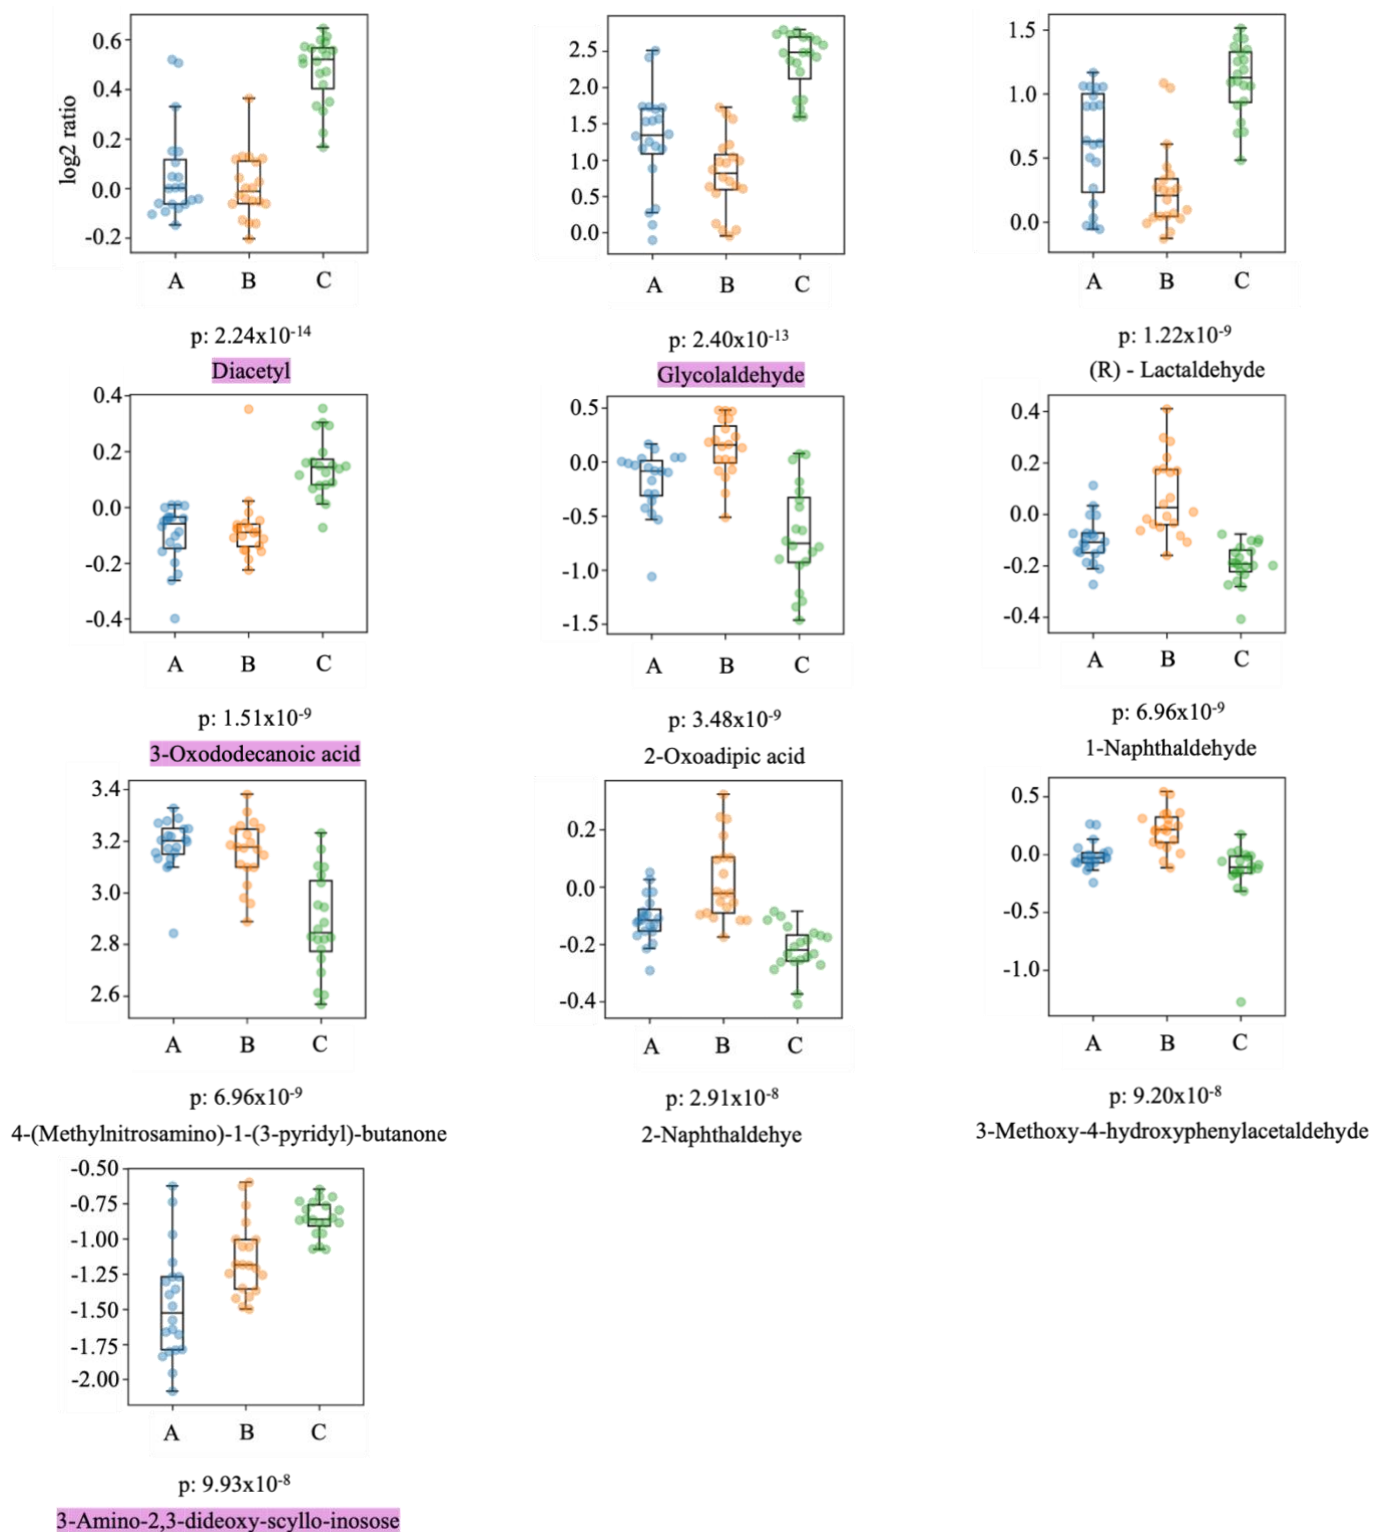 log2 ratio
0.6
0.4
0.2
0.0
-0.2
A B C
p: 2.24x10-14
Diacetyl
2.5
2.0
1.5
1.0
0.5
0.0
A B C
p: 2.40x10-13
Glycolaldehyde
1.5
1.0
0.5
0.0
A B C
p: 1.22x10-9
(R) - Lactaldehyde
0.4
0.2
0.0
-0.2
-0.4
A B C
p: 1.51x10-9
3-Oxododecanoic acid
0.5
0.0
-0.5
-1.0
-1.5
A B C
p: 3.48x10-9
2-Oxoadipic acid
0.4
0.2
0.0
-0.2
-0.4
A B C
p: 6.96x10-9
1-Naphthaldehyde
3.4
3.2
3.0
2.8
2.6
A B C
p: 6.96x10-9
4-(Methylnitrosamino)-1-(3-pyridyl)-butanone
0.2
0.0
-0.2
-0.4
A B C
p: 2.91x10-8
2-Naphthaldehye
0.5
0.0
-0.5
-1.0
A B C
p: 9.20x10-8
3-Methoxy-4-hydroxyphenylacetaldehyde
-0.50
-0.75
-1.00
-1.25
-1.50
-1.75
-2.00
A B C
p: 9.93x10-8
3-Amino-2,3-dideoxy-scyllo-inosose